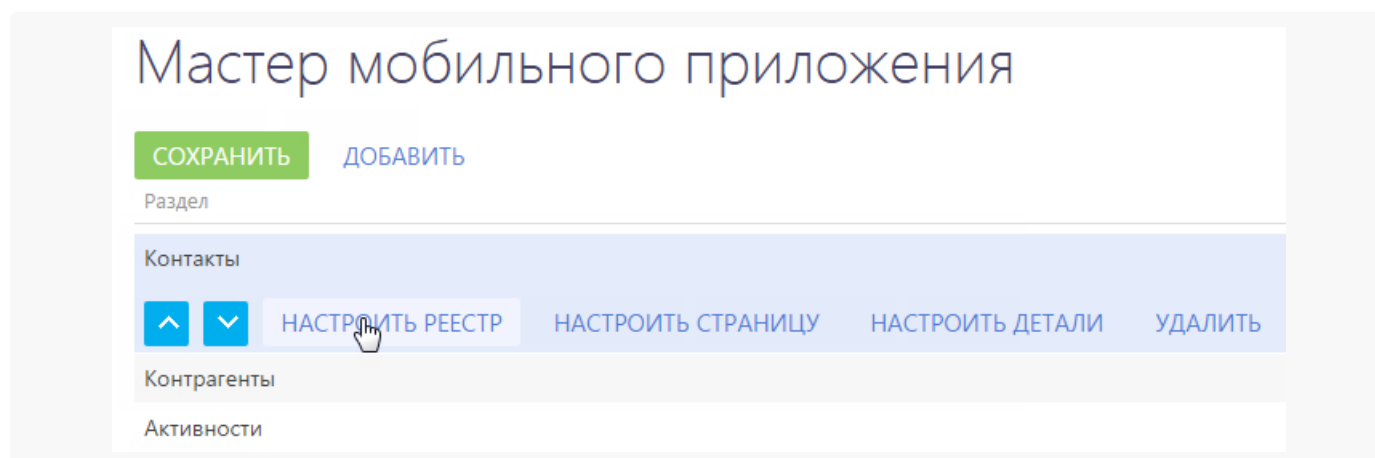 Мастер мобильного приложения
СОХРАНИТЬ ДОБАВИТЬ
Раздел
Контакты
НАСТРОИТЬ РЕЕСТР НАСТРОИТЬ СТРАНИЦУ НАСТРОИТЬ ДЕТАЛИ УДАЛИТЬ
Контрагенты
Активности